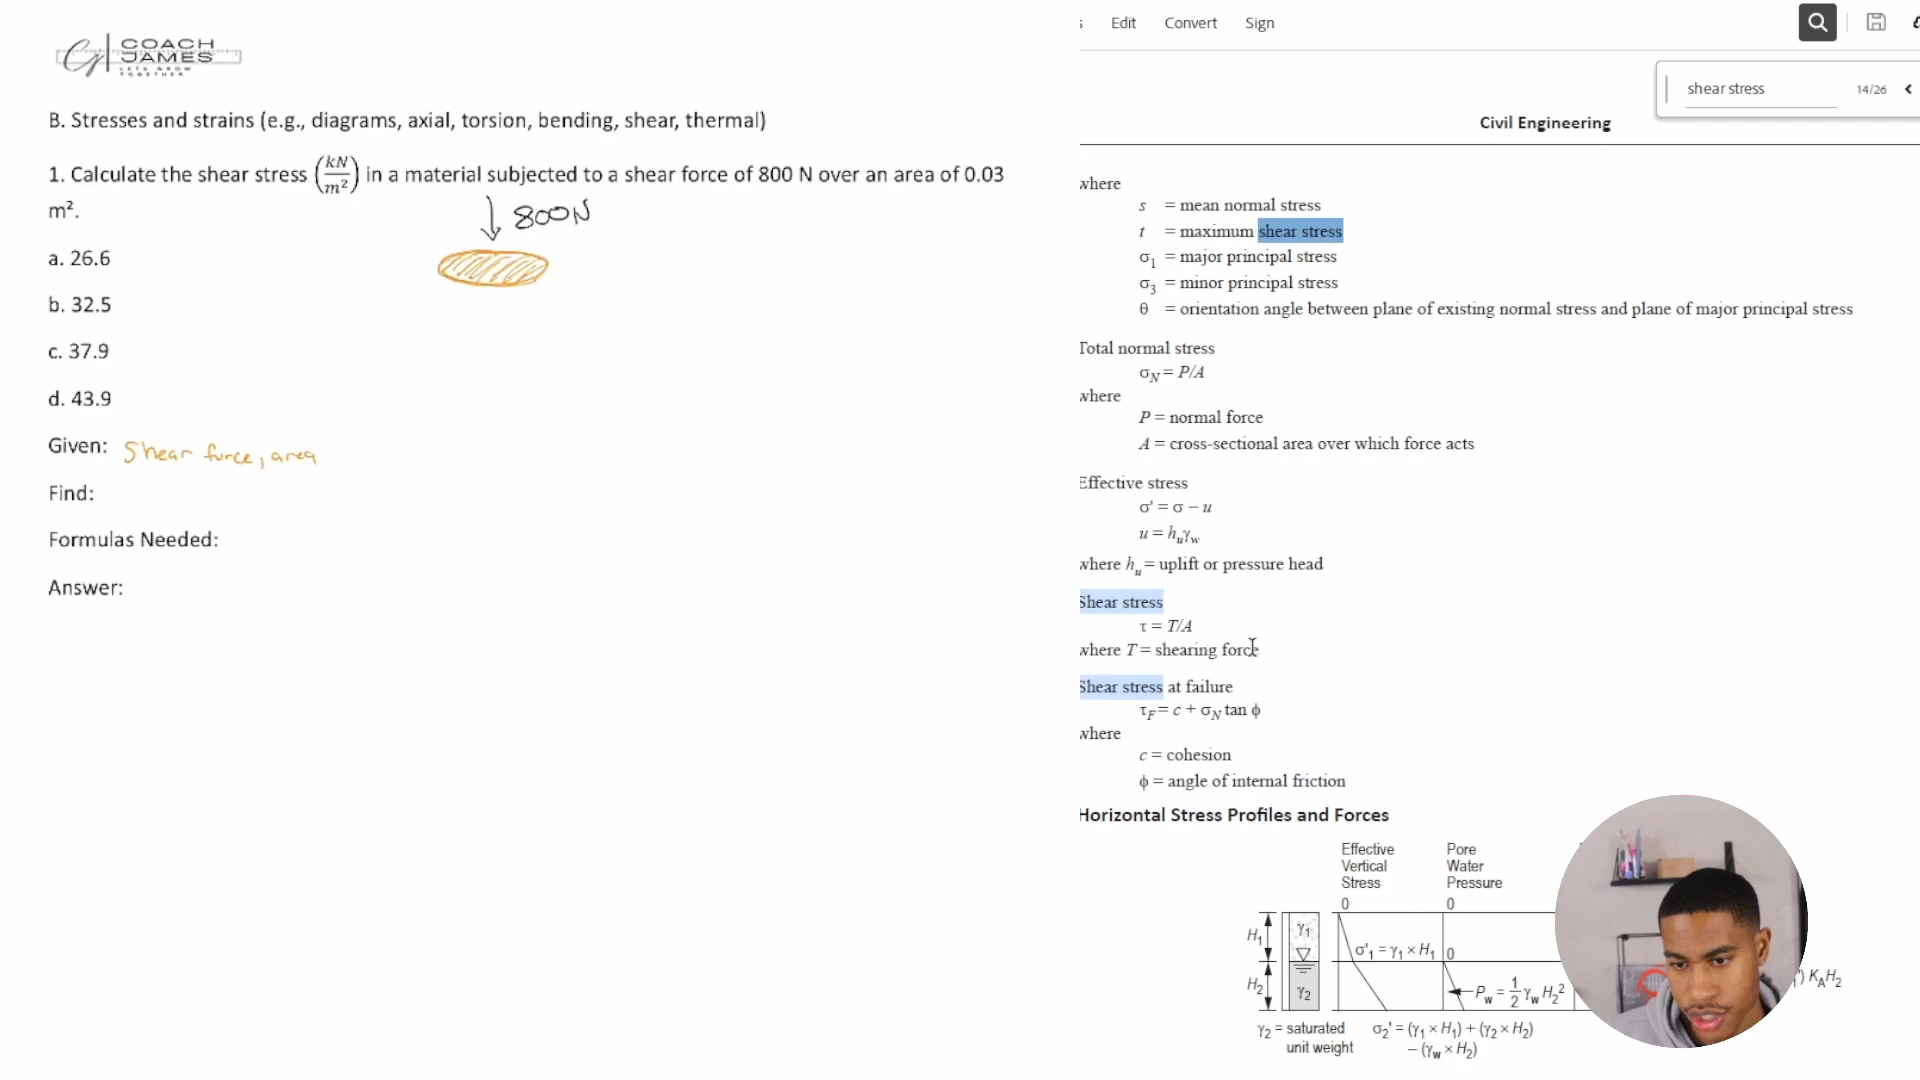 COACH
JAMES
LETS GROW
TOGETHER
B. Stresses and strains (e.g., diagrams, axial, torsion, bending, shear, thermal)
1. Calculate the shear stress (kN/m²) in a material subjected to a shear force of 800 N over an area of 0.03
m².
800N
a. 26.6
b. 32.5
c. 37.9
d. 43.9
Given: Shear force, area
Find:
Formulas Needed:
Answer:
Edit Convert Sign
shear stress 14/26
Civil Engineering
where
s = mean normal stress
t = maximum shear stress
σ₁ = major principal stress
σ₃ = minor principal stress
θ = orientation angle between plane of existing normal stress and plane of major principal stress
Total normal stress
σN = P/A
where
P = normal force
A = cross-sectional area over which force acts
Effective stress
σ' = σ − u
u = huγw
where hu = uplift or pressure head
Shear stress
τ = T/A
where T = shearing force
Shear stress at failure
τF = c + σN tan ϕ
where
c = cohesion
ϕ = angle of internal friction
Horizontal Stress Profiles and Forces
Effective
Vertical
Stress
Pore
Water
Pressure
0 0
H₁ γ₁ σ'₁ = γ₁ × H₁ 0
H₂ γ₂ Pw = 1/2 γw H₂²
) KAH₂
γ₂ = saturated
unit weight
σ₂' = (γ₁ × H₁) + (γ₂ × H₂)
− (γw × H₂)